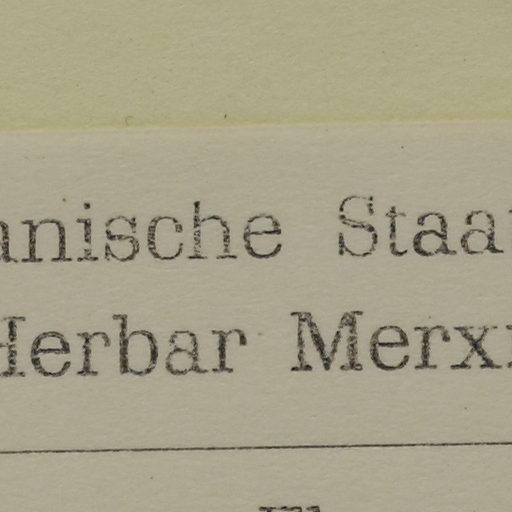 anische Staat
Herbar Merx